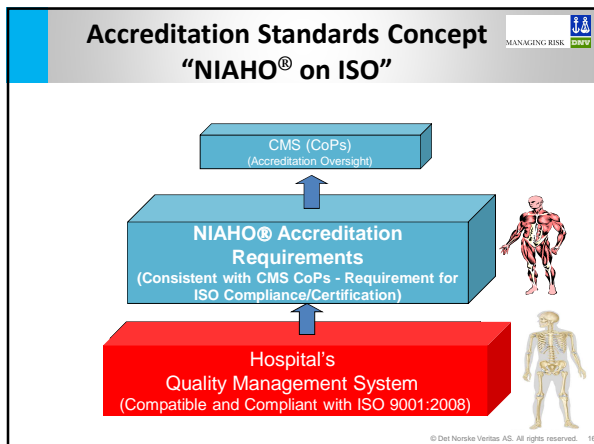 Accreditation Standards Concept
“NIAHO® on ISO”
MANAGING RISK
DNV
CMS (CoPs)
(Accreditation Oversight)
NIAHO® Accreditation
Requirements
(Consistent with CMS CoPs - Requirement for
ISO Compliance/Certification)
Hospital’s
Quality Management System
(Compatible and Compliant with ISO 9001:2008)
© Det Norske Veritas AS. All rights reserved.